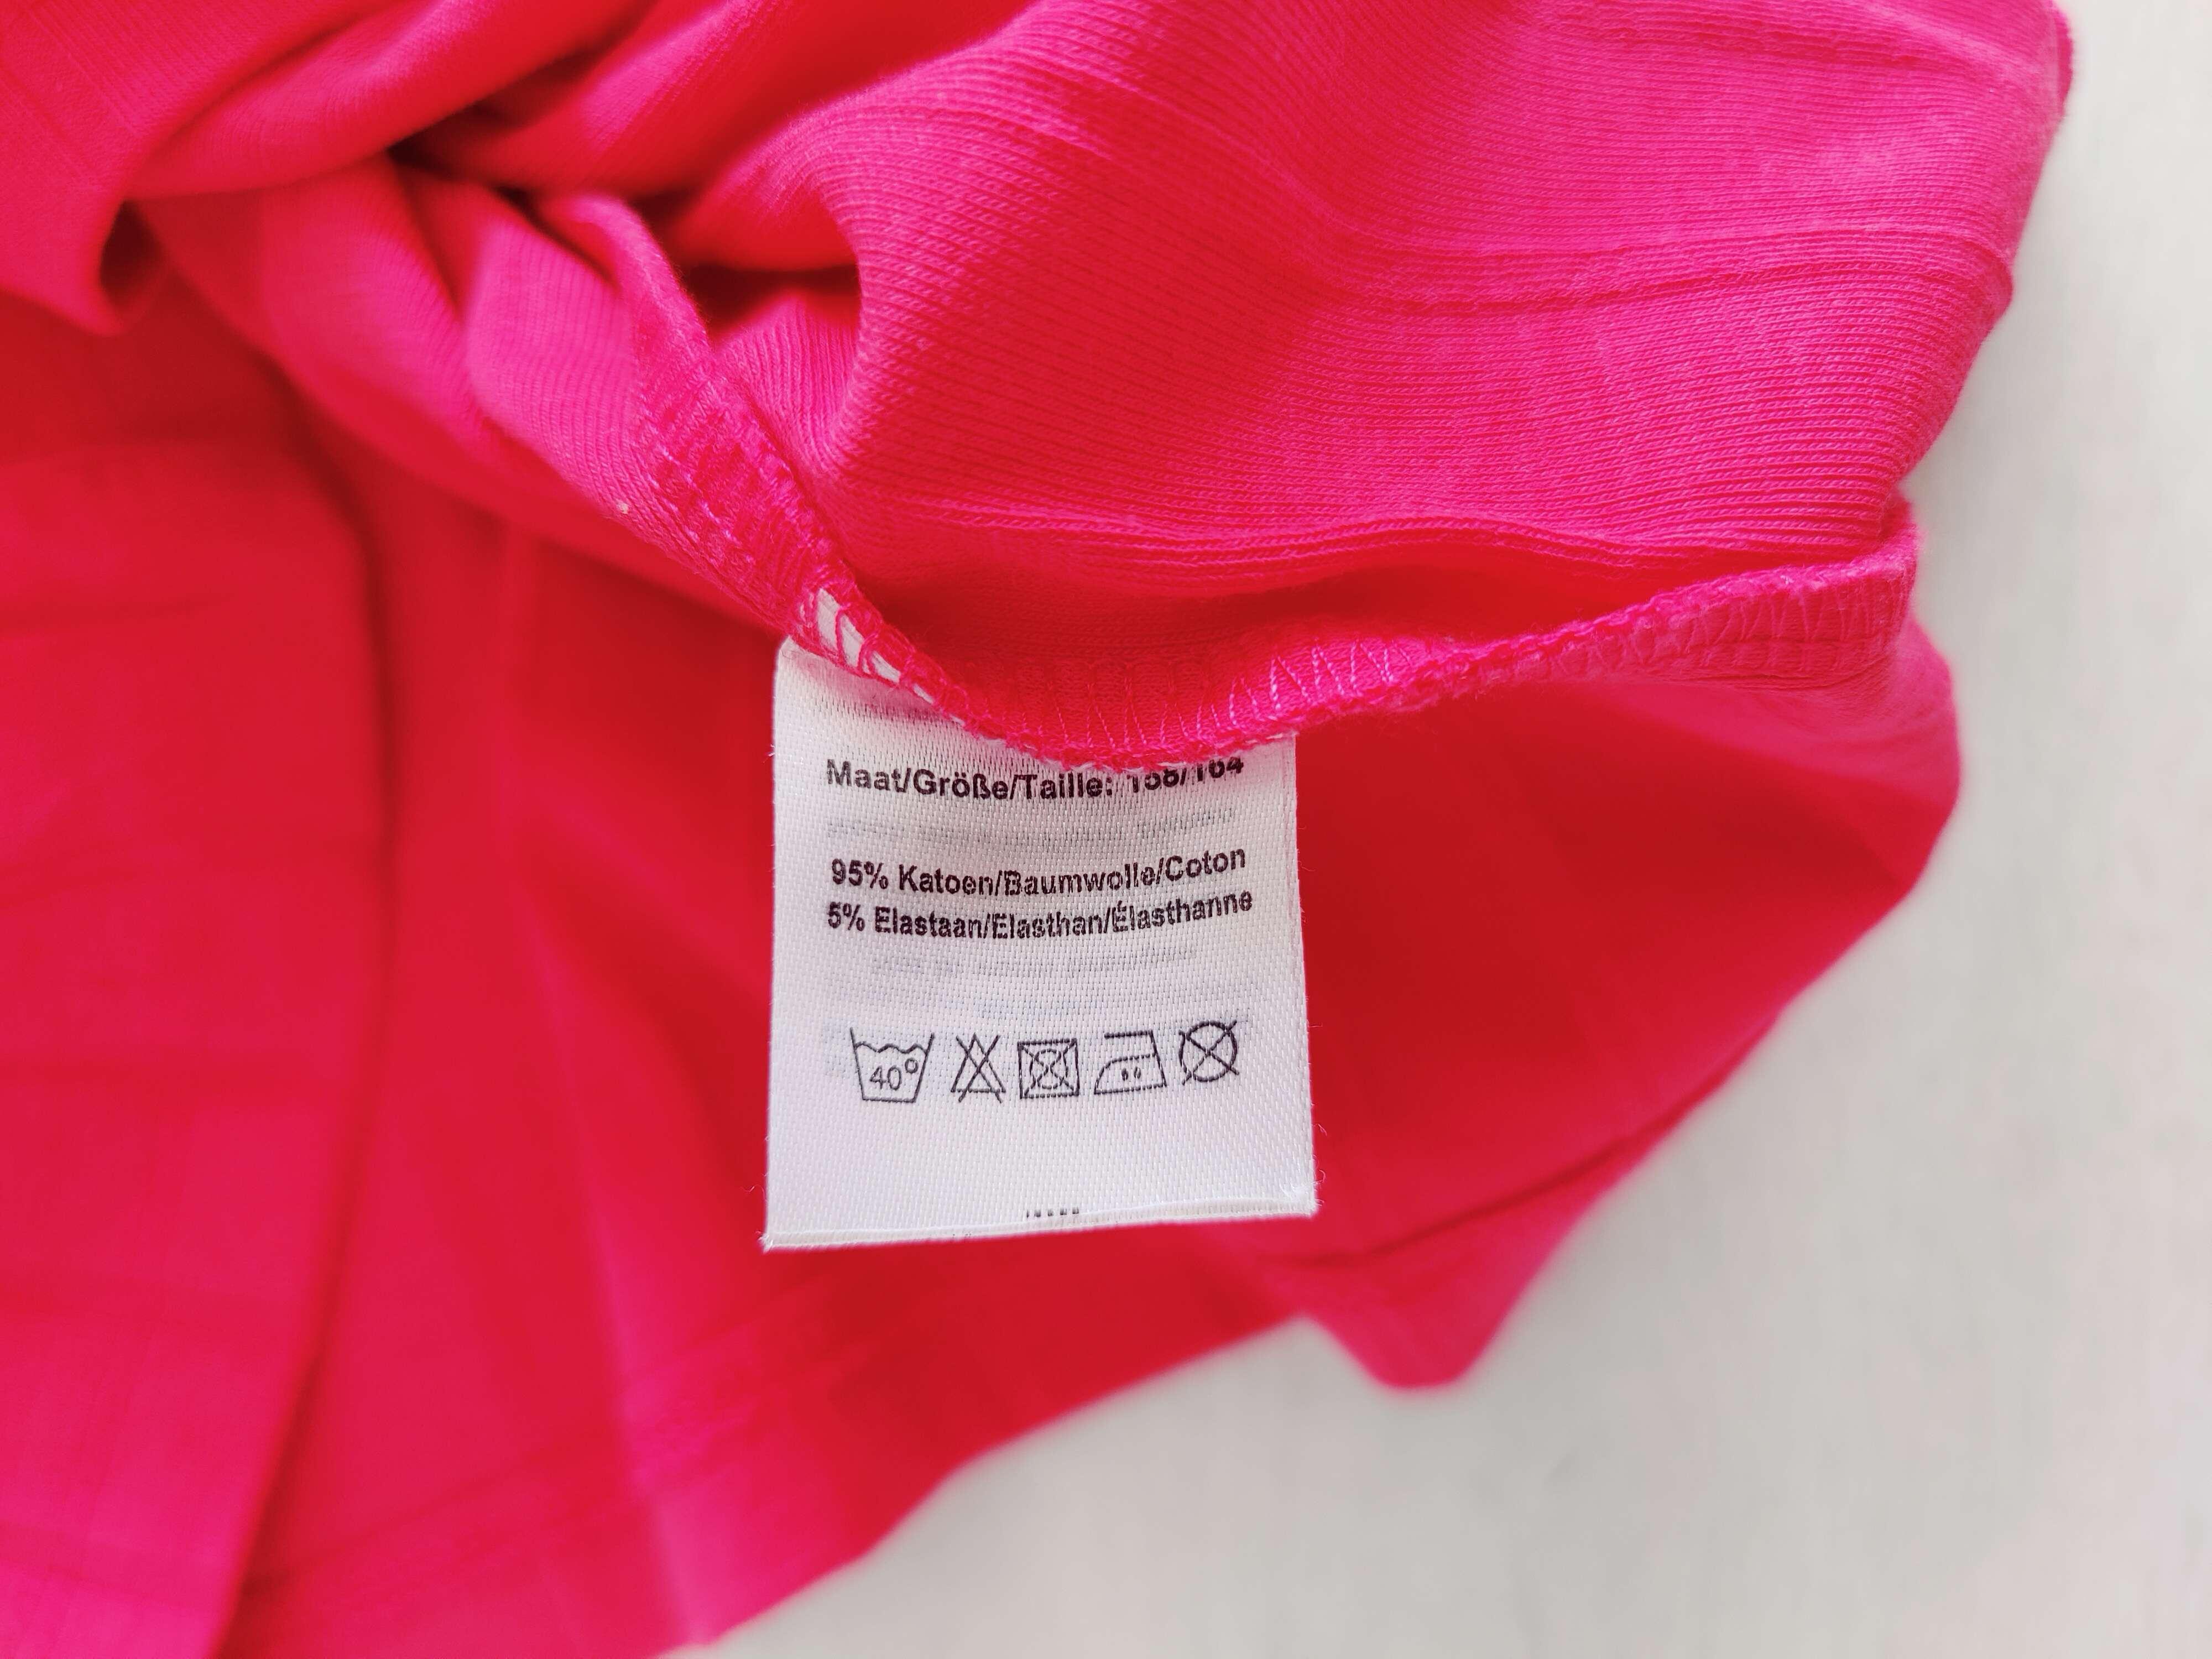 Maat/Größe/Taille: 158/164
95% Katoen/Baumwolle/Coton
5% Elastaan/Elasthan/Élasthanne
40°